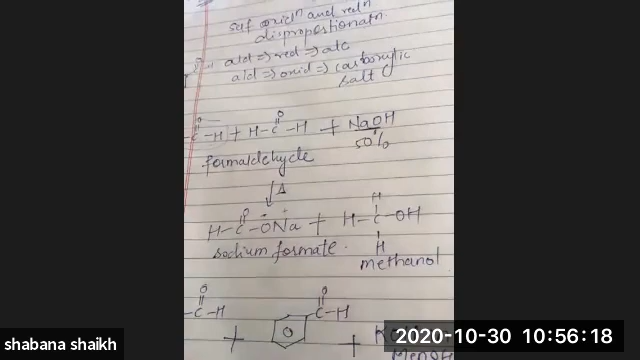 self oxidⁿ and redⁿ
disproportionatn.
ald ⇒ red ⇒ alc
ald ⇒ oxid ⇒ carboxylic
salt
O O
-C-H + H-C-H + NaOH
50%
formaldehyde
↓ Δ
O H
H-C-ONa + H-C-OH
H
sodium formate. methanol
O O
-C-H + C-H +
MeOH
shabana shaikh
2020-10-30 10:56:18